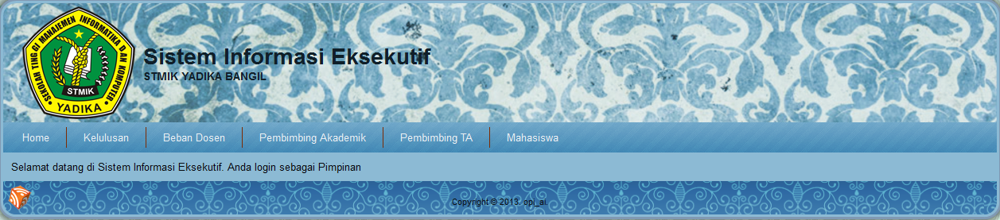 SEKOLAH TINGGI MANAJEMEN INFORMATIKA DAN KOMPUTER
STMIK
YADIKA
Sistem Informasi Eksekutif
STMIK YADIKA BANGIL
Home Kelulusan Beban Dosen Pembimbing Akademik Pembimbing TA Mahasiswa
Selamat datang di Sistem Informasi Eksekutif. Anda login sebagai Pimpinan
Copyright © 2013 opi_ai.